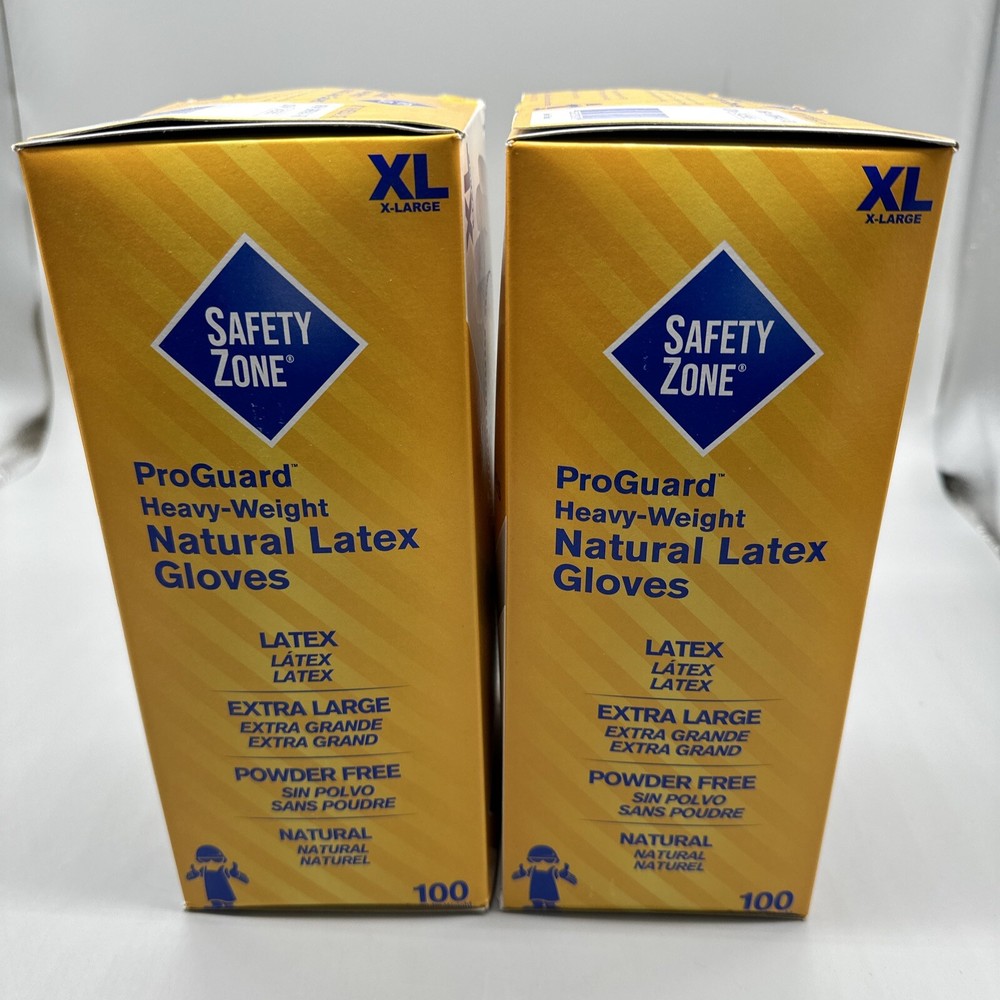 XL
X-LARGE
SAFETY
ZONE®
ProGuard™
Heavy-Weight
Natural Latex
Gloves
LATEX
LÁTEX
LATEX
EXTRA LARGE
EXTRA GRANDE
EXTRA GRAND
POWDER FREE
SIN POLVO
SANS POUDRE
NATURAL
NATURAL
NATUREL
100
XL
X-LARGE
SAFETY
ZONE®
ProGuard™
Heavy-Weight
Natural Latex
Gloves
LATEX
LÁTEX
LATEX
EXTRA LARGE
EXTRA GRANDE
EXTRA GRAND
POWDER FREE
SIN POLVO
SANS POUDRE
NATURAL
NATURAL
NATUREL
100